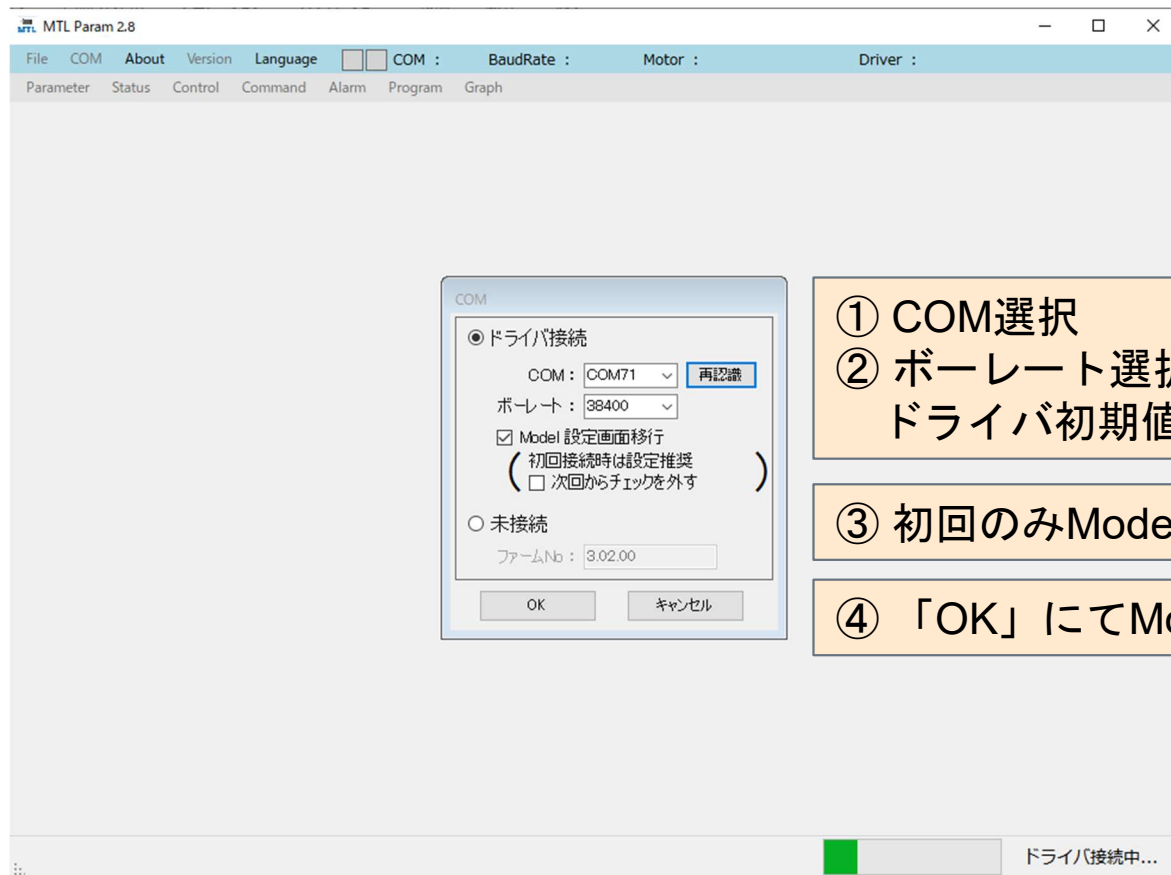 MTL MTL Param 2.8
File COM About Version Language COM : BaudRate : Motor : Driver :
Parameter Status Control Command Alarm Program Graph
COM
ドライバ接続
COM : COM71 再認識
ボーレート : 38400
Model 設定画面移行
( 初回接続時は設定推奨 )
次回からチェックを外す
未接続
ファームNo : 3.02.00
OK キャンセル
① COM選択
② ボーレート選択
ドライバ初期値
③ 初回のみMode
④ 「OK」にてMo
ドライバ接続中...